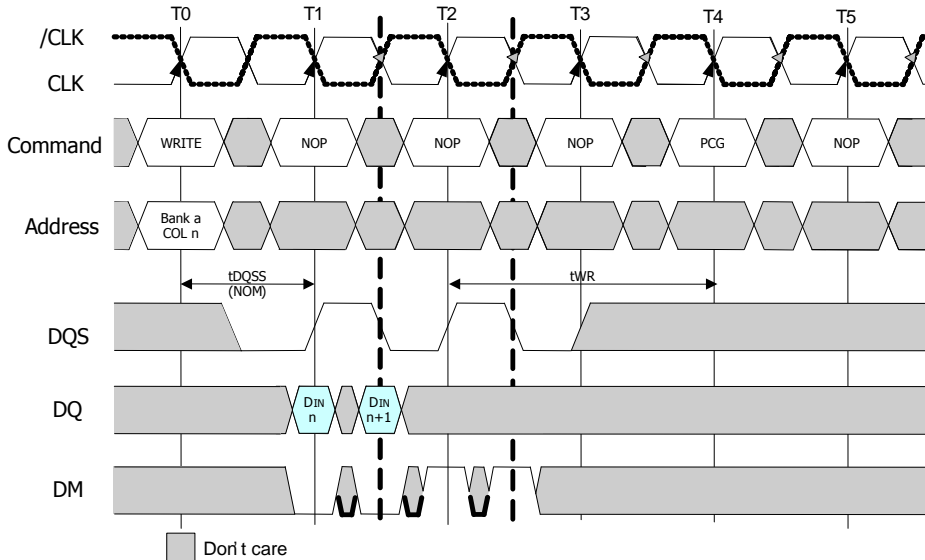 T0 T1 T2 T3 T4 T5
/CLK
CLK
Command WRITE NOP NOP NOP PCG NOP
Address Bank a
COL n
tDQSS
(NOM)
tWR
DQS
DQ DIN
n
DIN
n+1
DM
Don't care